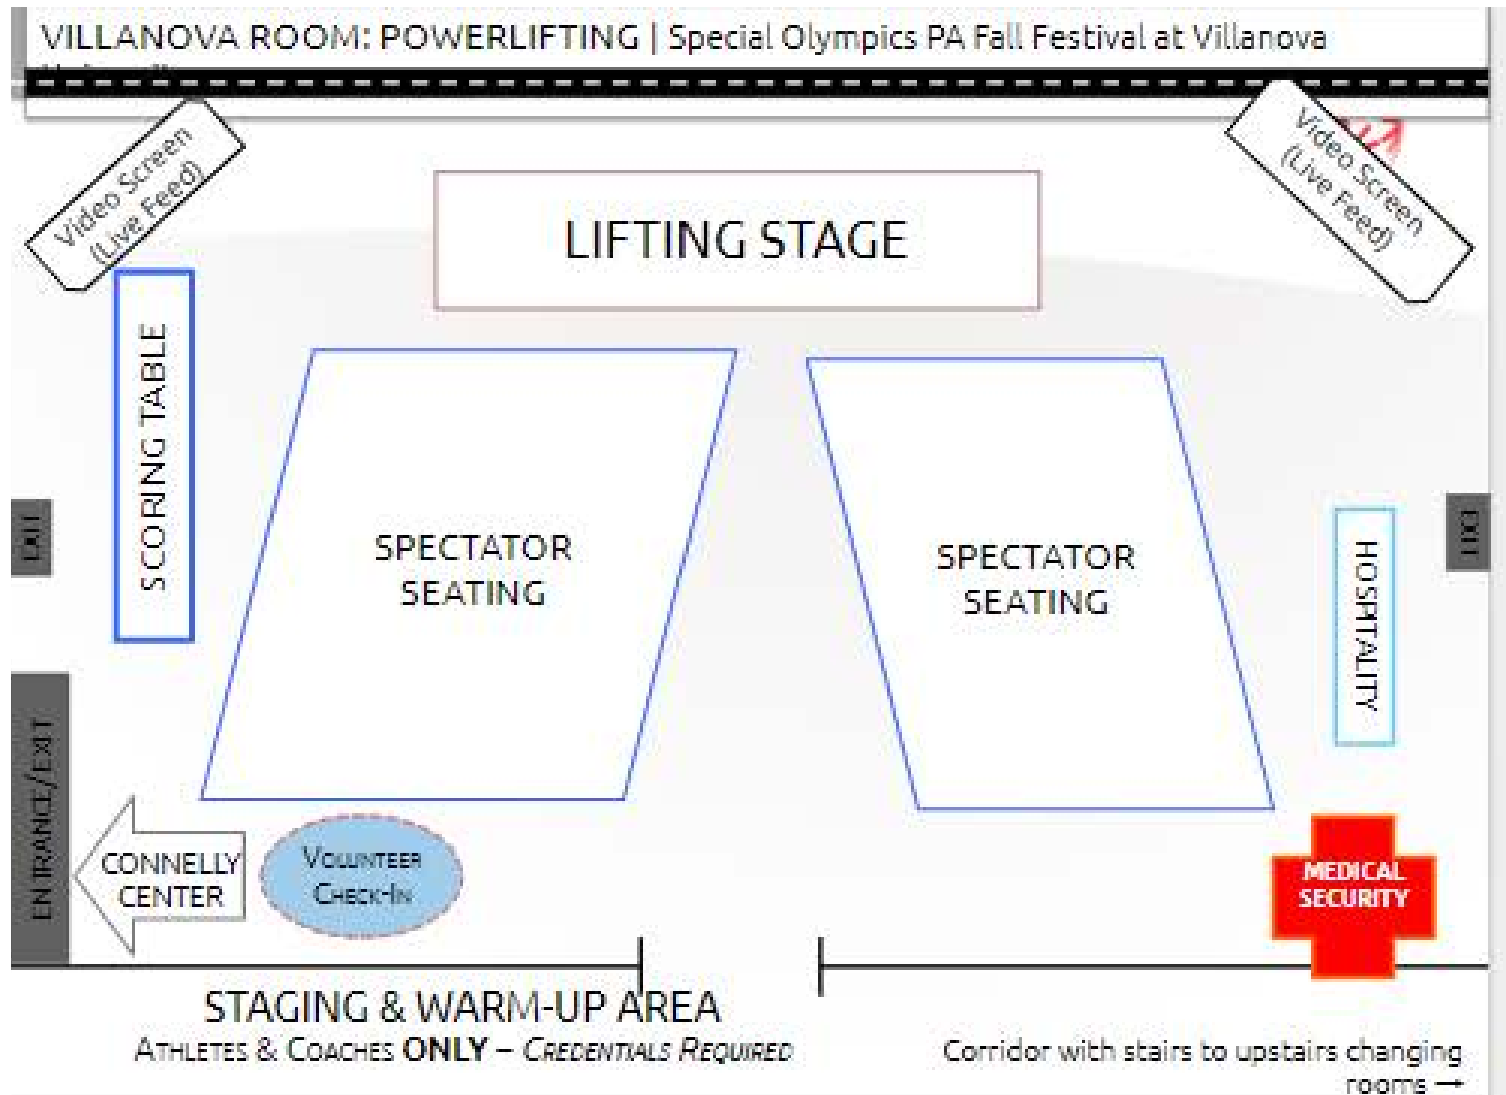 VILLANOVA ROOM: POWERLIFTING | Special Olympics PA Fall Festival at Villanova
Video Screen
(Live Feed)
Video Screen
(Live Feed)
LIFTING STAGE
SCORING TABLE
SPECTATOR
SEATING
SPECTATOR
SEATING
EXIT
EXIT
HOSPITALITY
ENTRANCE/EXIT
CONNELLY
CENTER
VOLUNTEER
CHECK-IN
MEDICAL
SECURITY
STAGING & WARM-UP AREA
ATHLETES & COACHES ONLY – CREDENTIALS REQUIRED
Corridor with stairs to upstairs changing
rooms →